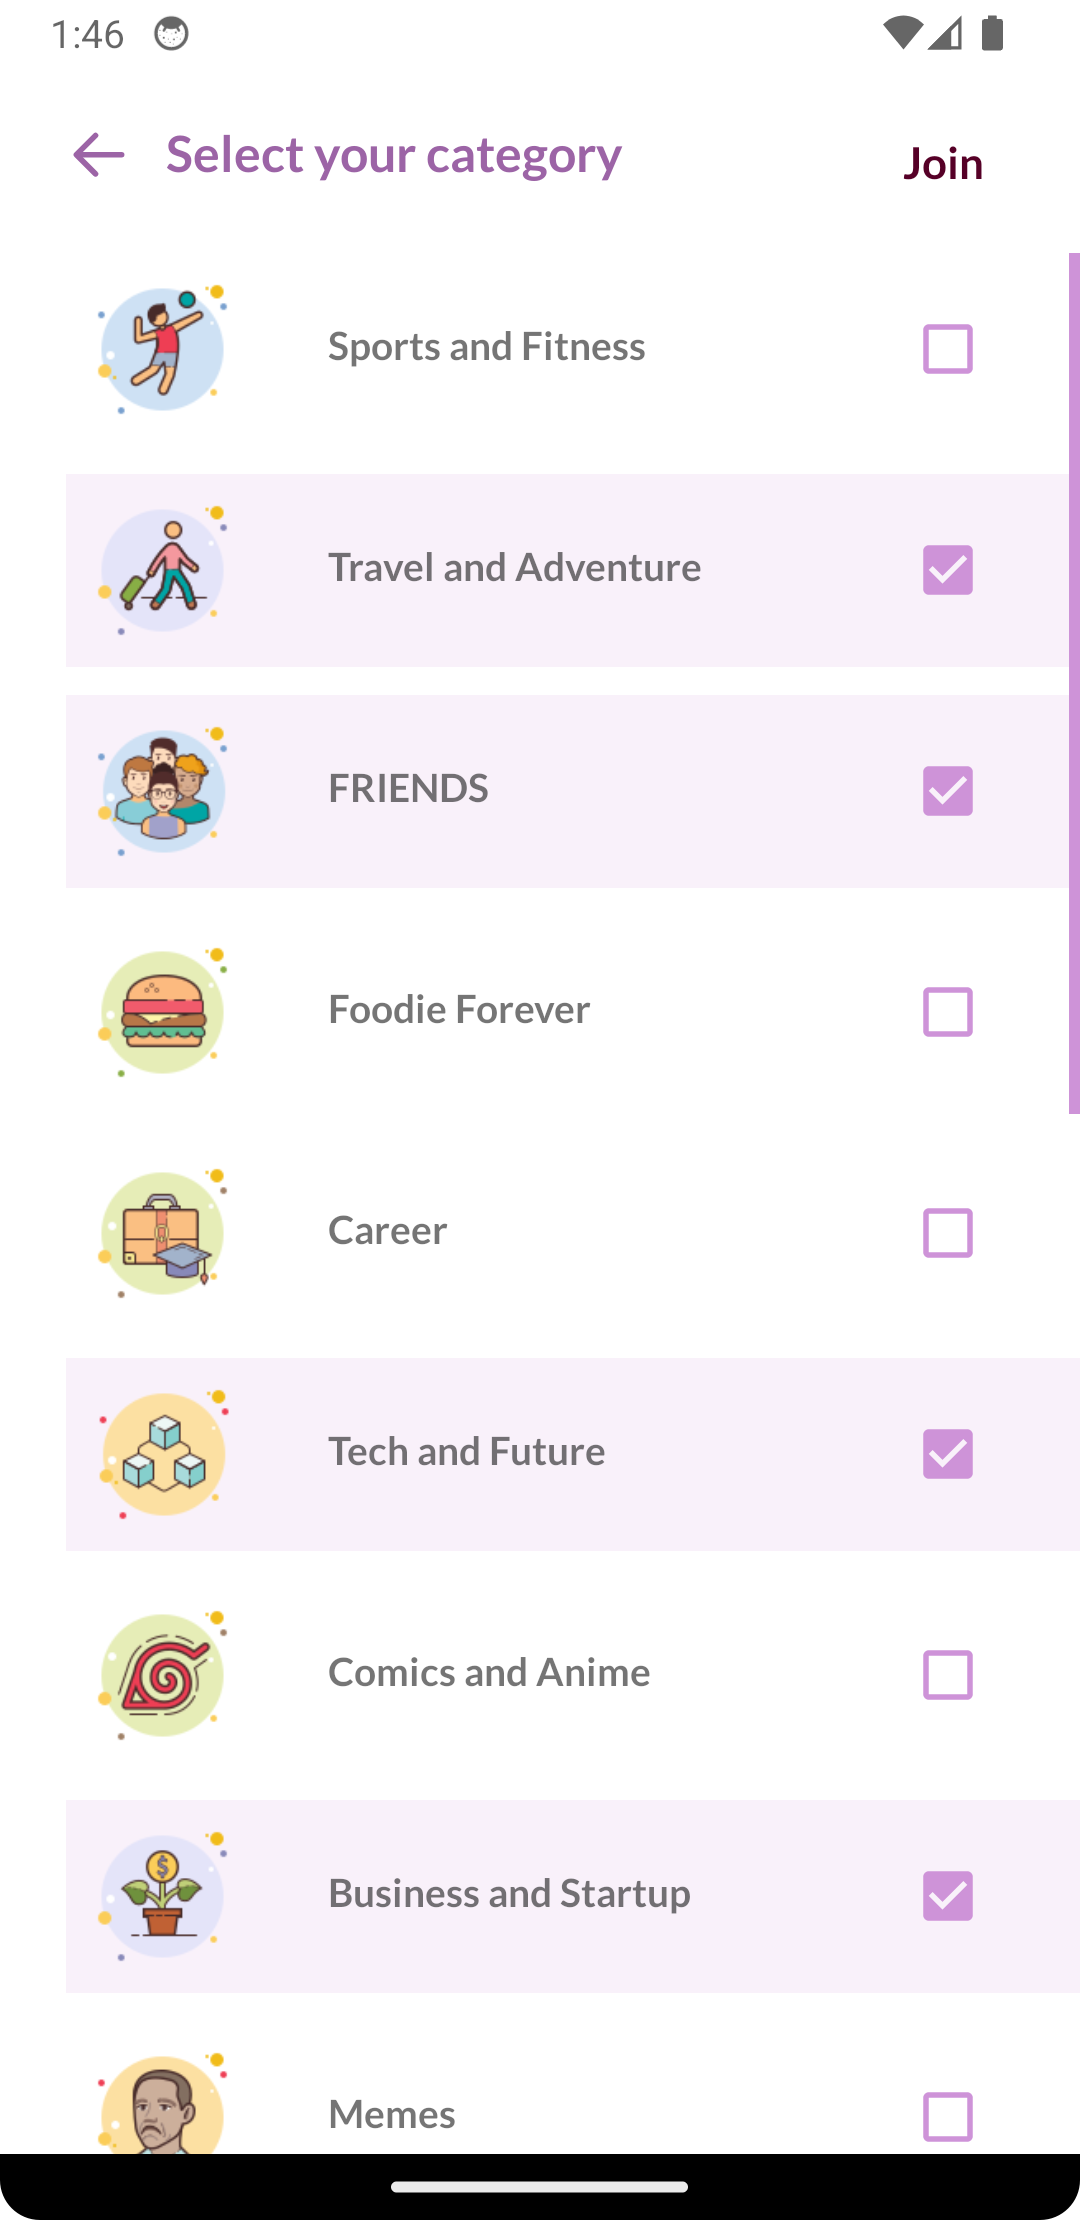 1:46
Select your category
Join
Sports and Fitness
Travel and Adventure
FRIENDS
Foodie Forever
Career
Tech and Future
Comics and Anime
$
Business and Startup
Memes